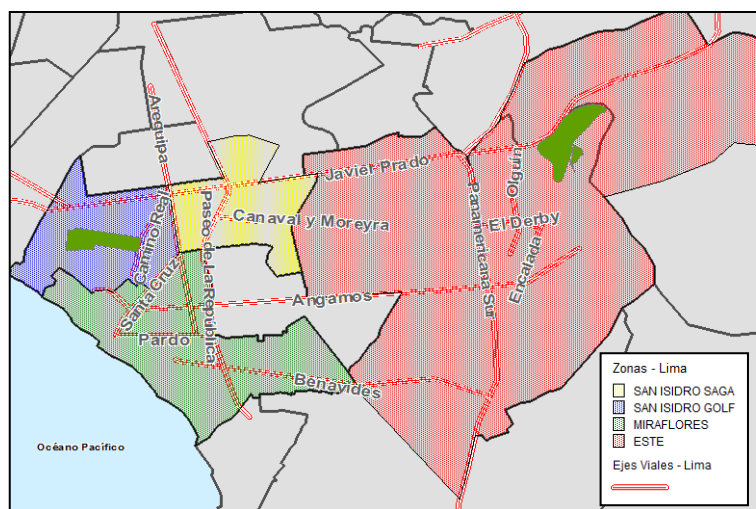 Arequipa
Javier Prado
Holguin
Camino Real
Paseo de La República
Canaval y Moreyra
Panamericana Sur
El Derby
Encalada
Santa Cruz
Angamos
Pardo
Benavides
Océano Pacífico
Zonas - Lima
SAN ISIDRO SAGA
SAN ISIDRO GOLF
MIRAFLORES
ESTE
Ejes Viales - Lima